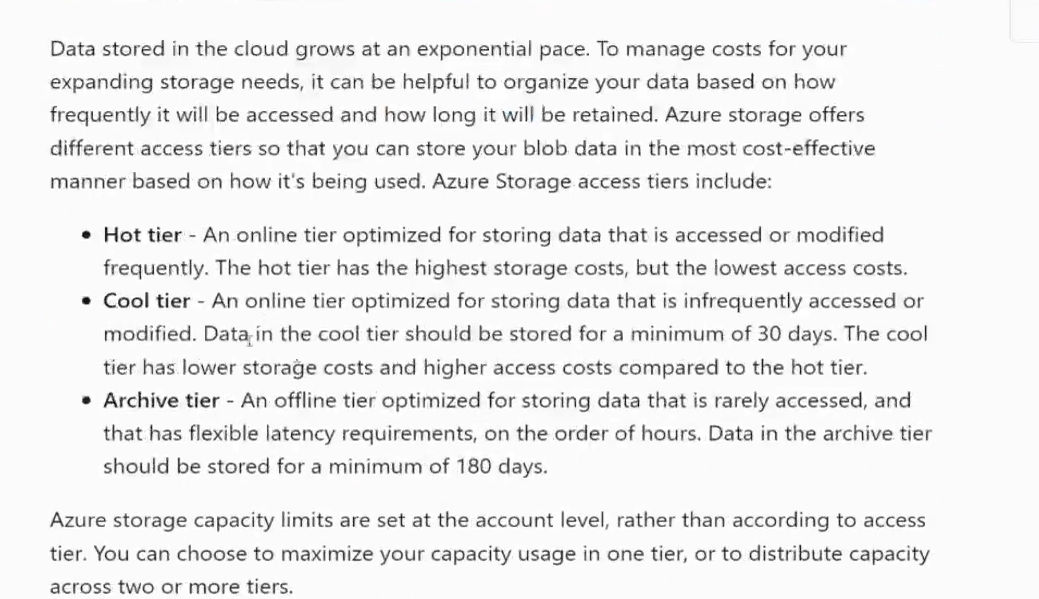 Data stored in the cloud grows at an exponential pace. To manage costs for your
expanding storage needs, it can be helpful to organize your data based on how
frequently it will be accessed and how long it will be retained. Azure storage offers
different access tiers so that you can store your blob data in the most cost-effective
manner based on how it's being used. Azure Storage access tiers include:
• Hot tier - An online tier optimized for storing data that is accessed or modified
frequently. The hot tier has the highest storage costs, but the lowest access costs.
• Cool tier - An online tier optimized for storing data that is infrequently accessed or
modified. Data in the cool tier should be stored for a minimum of 30 days. The cool
tier has lower storage costs and higher access costs compared to the hot tier.
• Archive tier - An offline tier optimized for storing data that is rarely accessed, and
that has flexible latency requirements, on the order of hours. Data in the archive tier
should be stored for a minimum of 180 days.
Azure storage capacity limits are set at the account level, rather than according to access
tier. You can choose to maximize your capacity usage in one tier, or to distribute capacity
across two or more tiers.